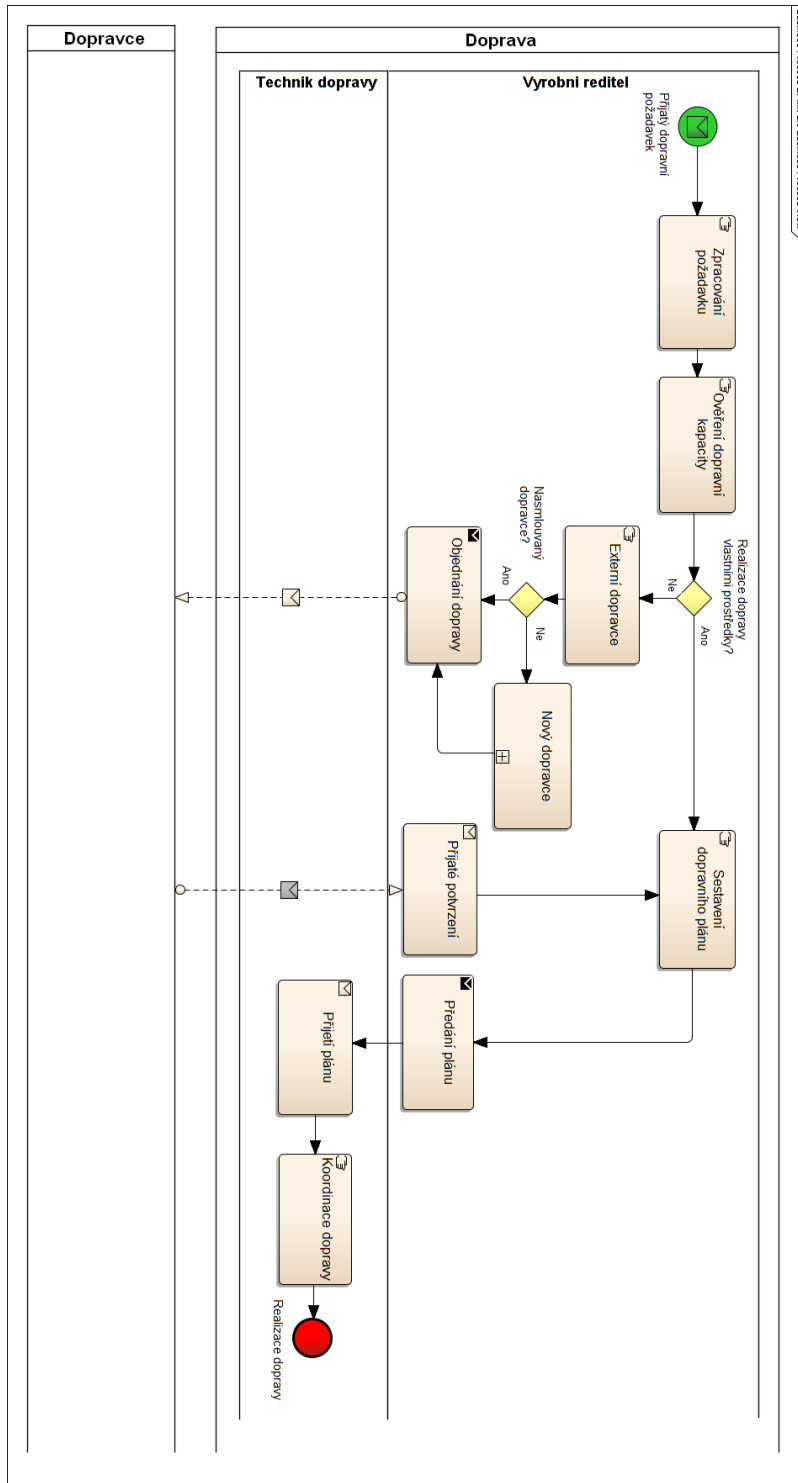 Dopravce
Doprava
Technik dopravy
Vyrobni reditel
Přijatý dopravní
požadavek
Zpracování
požadavku
Ověření dopravní
kapacity
Realizace dopravy
vlastními prostředky?
Ne
Ano
Externí dopravce
Nasmlouvaný
dopravce?
Ano
Ne
Objednání dopravy
Nový dopravce
Přijaté potvrzení
Sestavení
dopravního plánu
Předání plánu
Přijetí plánu
Koordinace dopravy
Realizace dopravy